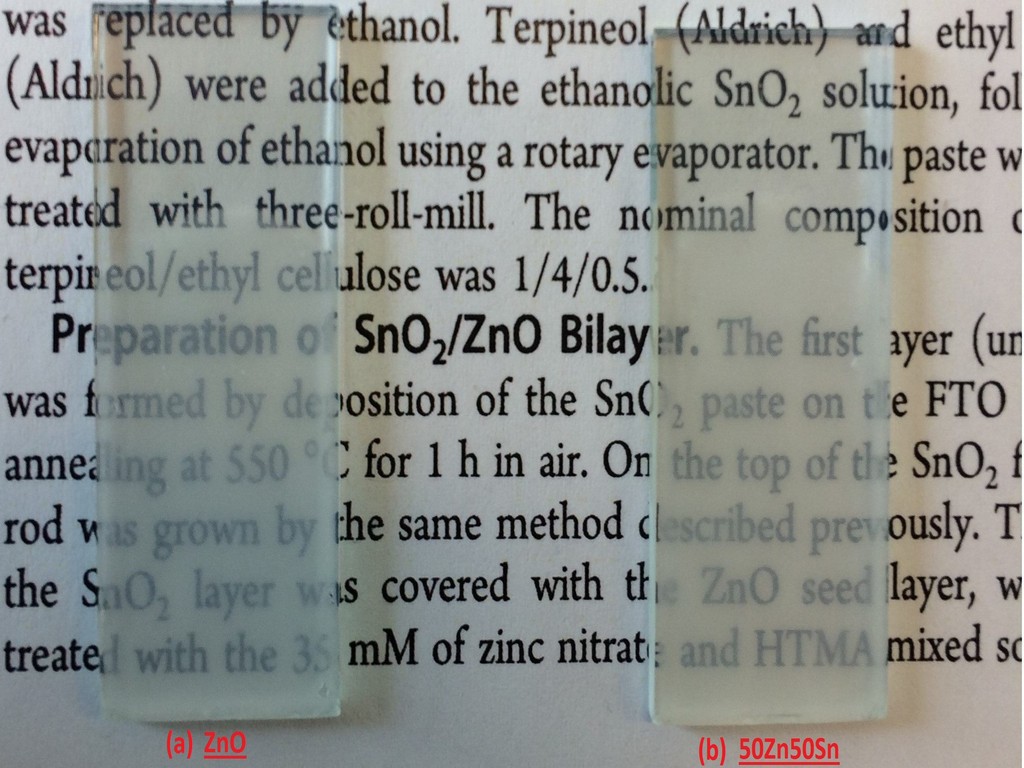 was replaced by ethanol. Terpineol (Aldrich) and ethyl
(Aldrich) were added to the ethanolic SnO₂ solution, fol
evaporation of ethanol using a rotary evaporator. The paste w
treated with three-roll-mill. The nominal composition
terpineol/ethyl cellulose was 1/4/0.5.
Preparation of SnO₂/ZnO Bilayer. The first layer (un
was formed by deposition of the SnO₂ paste on the FTO
annealing at 550 °C for 1 h in air. On the top of the SnO₂ f
rod was grown by the same method described previously. T
the SnO₂ layer was covered with the ZnO seed layer, w
treated with the 35 mM of zinc nitrate and HTMA mixed so
(a) ZnO
(b) 50Zn50Sn